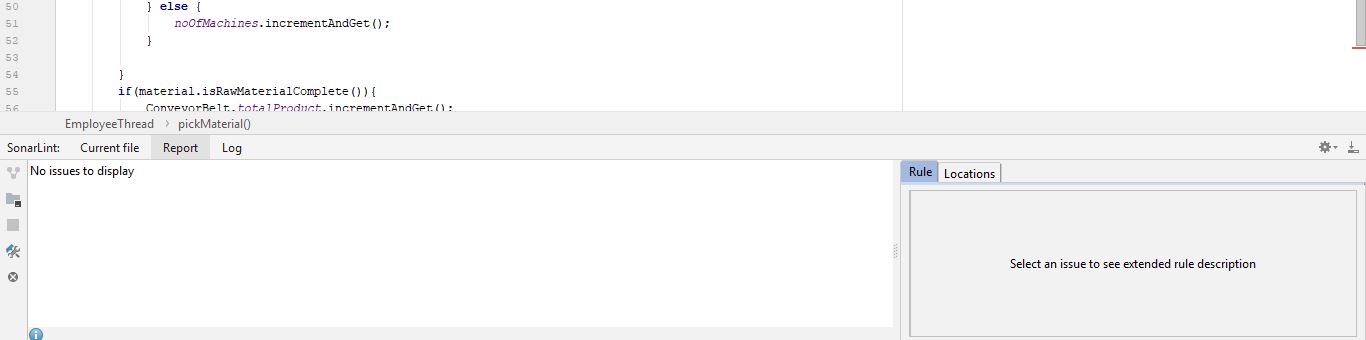 50 } else {
51 noOfMachines.incrementAndGet();
52 }
53
54 }
55 if(material.isRawMaterialComplete()){
56 ConveyorBelt.totalProduct.incrementAndGet();
EmployeeThread > pickMaterial()
SonarLint: Current file Report Log
No issues to display
Rule Locations
Select an issue to see extended rule description